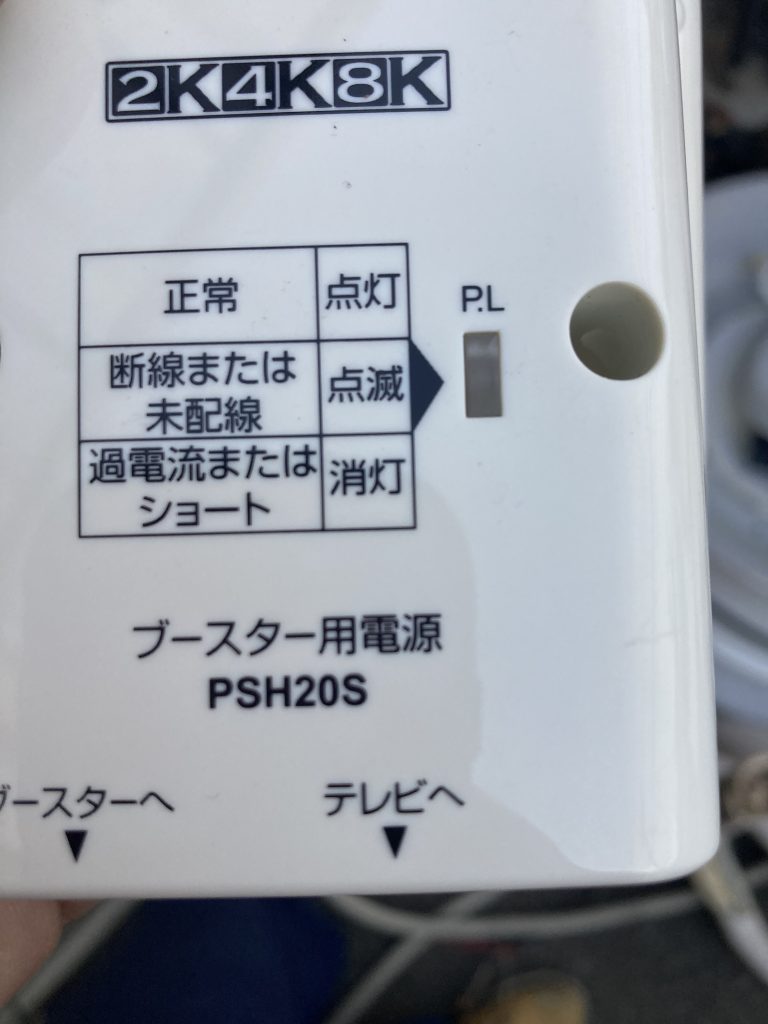 2K4K8K
正常 点灯
P.L
断線または
未配線
点滅
過電流または
ショート
消灯
ブースター用電源
PSH20S
ブースターへ テレビへ